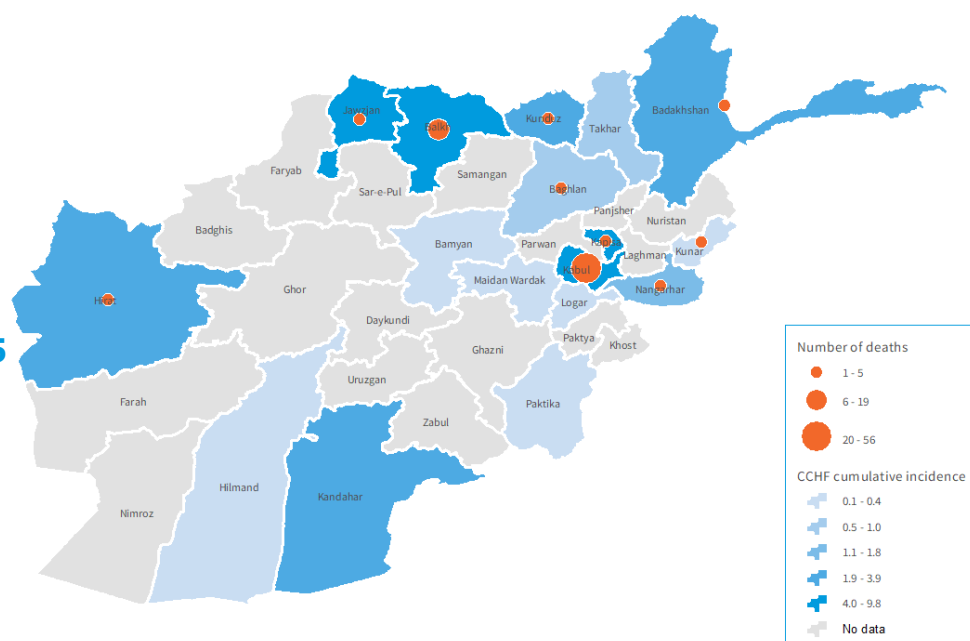 Jawzjan
Balkh
Kunduz
Badakhshan
Takhar
Faryab
Samangan
Sar-e-Pul
Baghlan
Panjsher
Nuristan
Badghis
Bamyan
Parwan
Kapisa
Laghman
Kunar
Maidan Wardak
Kabul
Nangarhar
Hirat
Ghor
Logar
Daykundi
Paktya
Khost
Ghazni
Uruzgan
Farah
Paktika
Zabul
Hilmand
Kandahar
Nimroz
Number of deaths
1 - 5
6 - 19
20 - 56
CCHF cumulative incidence
0.1 - 0.4
0.5 - 1.0
1.1 - 1.8
1.9 - 3.9
4.0 - 9.8
No data